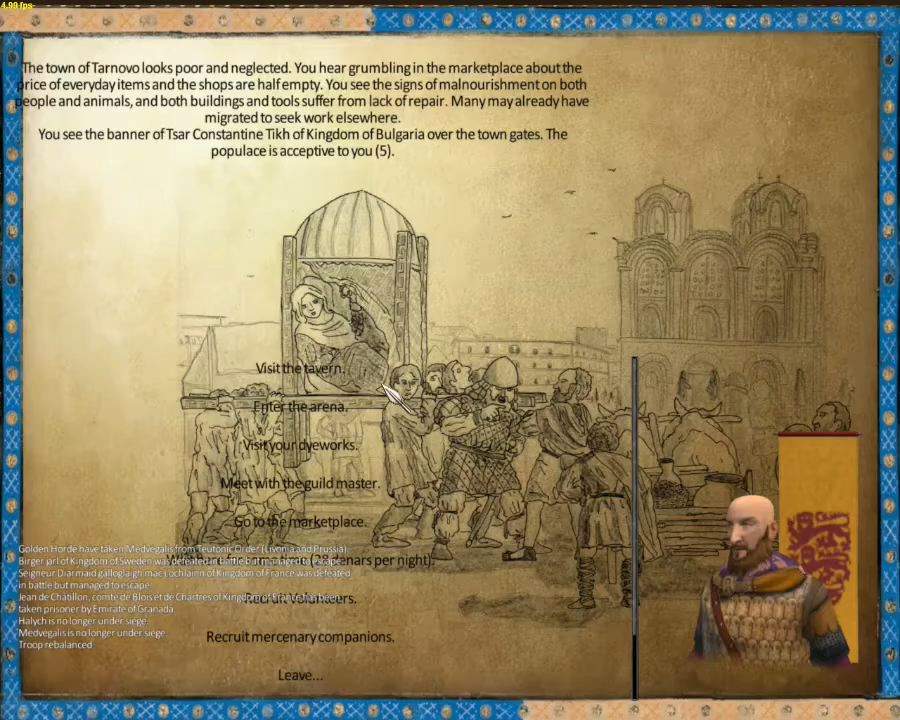 4.99 fps
The town of Tarnovo looks poor and neglected. You hear grumbling in the marketplace about the
price of everyday items and the shops are half empty. You see the signs of malnourishment on both
people and animals, and both buildings and tools suffer from lack of repair. Many may already have
migrated to seek work elsewhere.
You see the banner of Tsar Constantine Tikh of Kingdom of Bulgaria over the town gates. The
populace is acceptive to you (5).
Visit the tavern.
Enter the arena.
Visit your dyeworks.
Meet with the guild master.
Go to the marketplace.
denars per night).
Recruit volunteers.
Recruit mercenary companions.
Leave...
Golden Horde have taken Medvegalis from Teutonic Order (Livonia and Prussia).
Birger jarl of Kingdom of Sweden was defeated in battle but managed to escape.
Seigneur Diarmaid galloglaigh mac Lochlainn of Kingdom of France was defeated
in battle but managed to escape.
Jean de Chatillon, comte de Blois et de Chartres of Kingdom of France has been
taken prisoner by Emirate of Granada.
Halych is no longer under siege.
Medvegalis is no longer under siege.
Troop rebalanced